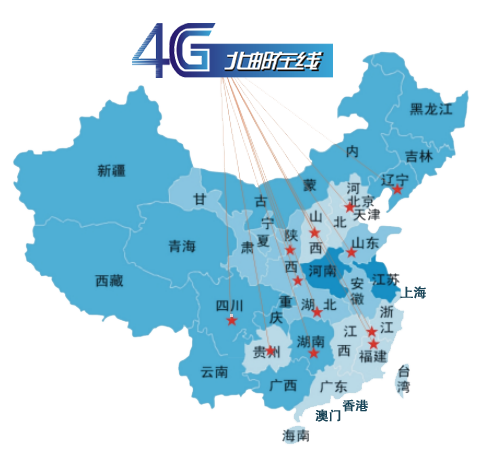 4G 北邮在线
黑龙江
吉林
内
蒙
古
辽宁
新疆
甘
肃
宁
夏
河
北
北京
天津
山
西
陕
西
山东
青海
河南
江苏
上海
西藏
安
徽
四川
重
庆
湖北
浙
江
贵州
湖南
江
西
福建
云南
广西
广东
台
湾
香港
澳门
海南